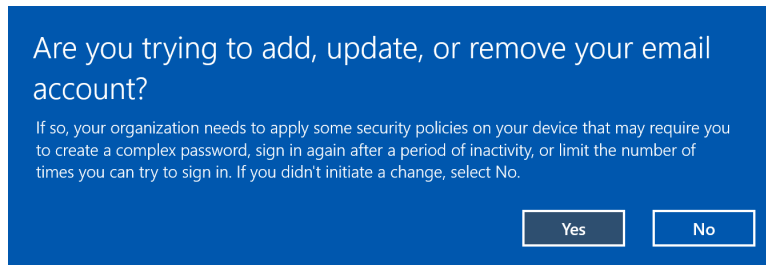 Are you trying to add, update, or remove your email
account?
If so, your organization needs to apply some security policies on your device that may require you
to create a complex password, sign in again after a period of inactivity, or limit the number of
times you can try to sign in. If you didn't initiate a change, select No.
Yes
No